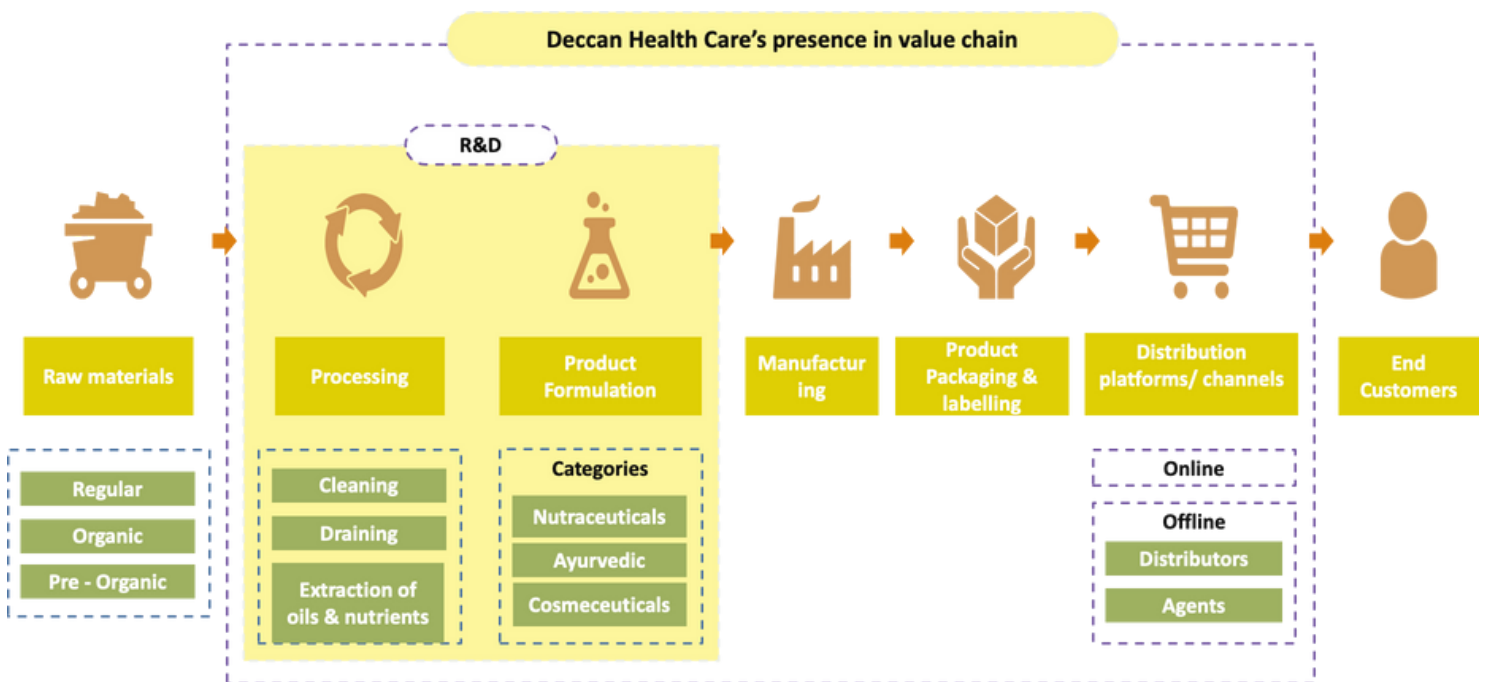 Deccan Health Care's presence in value chain
R&D
Raw materials
Processing
Product
Formulation
Manufactur
ing
Product
Packaging &
labelling
Distribution
platforms/ channels
End
Customers
Regular
Organic
Pre - Organic
Cleaning
Draining
Extraction of
oils & nutrients
Categories
Nutraceuticals
Ayurvedic
Cosmeceuticals
Online
Offline
Distributors
Agents